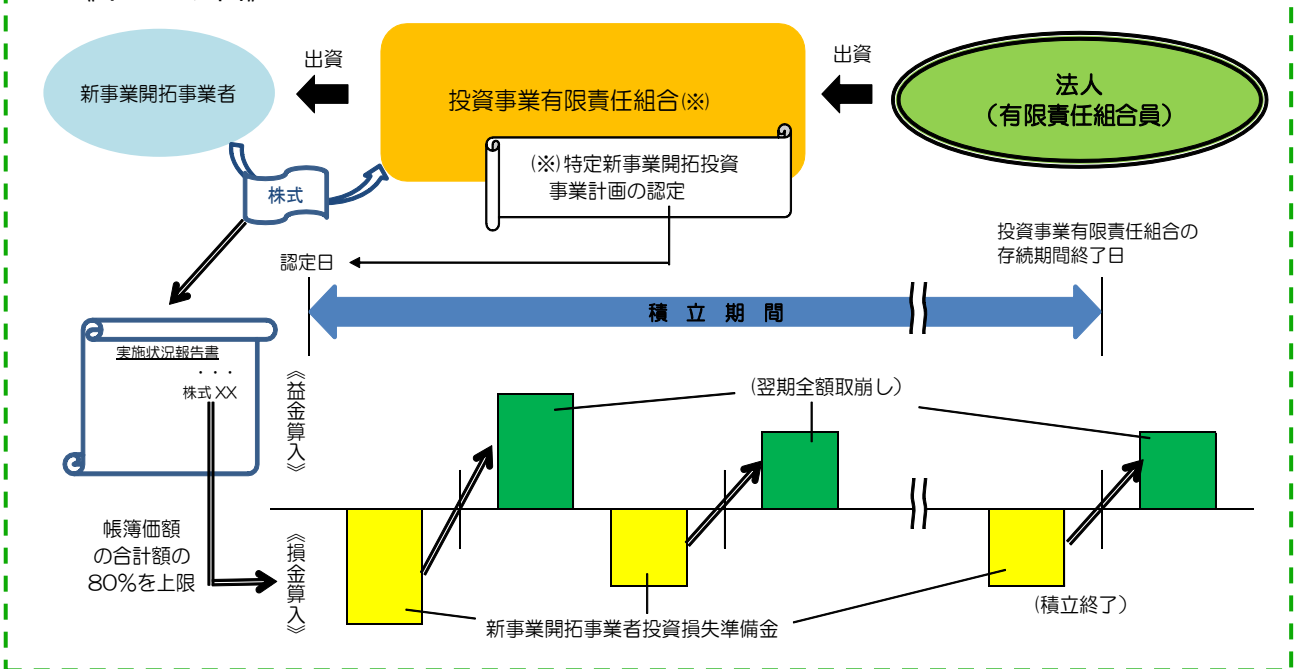 出資
出資
新事業開拓事業者
投資事業有限責任組合(※)
法人
（有限責任組合員）
(※)特定新事業開拓投資
事業計画の認定
株式
投資事業有限責任組合の
存続期間終了日
認定日
積 立 期 間
実施状況報告書
・・・
株式 XX
《益金算入》
(翌期全額取崩し)
帳簿価額
の合計額の
80％を上限
《損金算入》
(積立終了)
新事業開拓事業者投資損失準備金